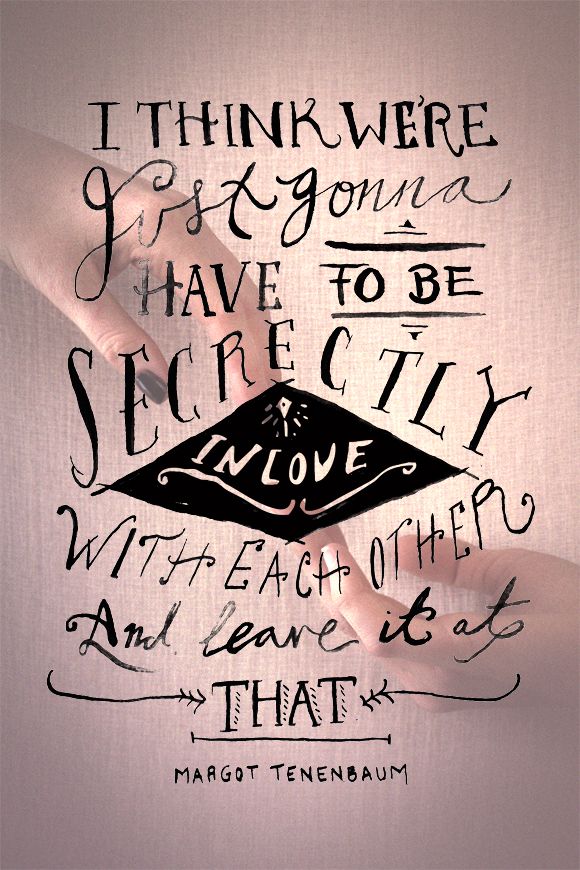 I THINK WE'RE
Just gonna
HAVE TO BE
SECRECTLY
IN LOVE
WITH EACH OTHER
And leave it at
THAT
MARGOT TENENBAUM